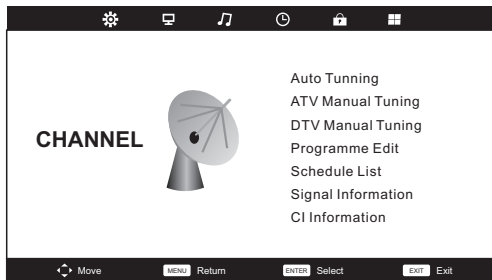 CHANNEL
Auto Tunning
ATV Manual Tuning
DTV Manual Tuning
Programme Edit
Schedule List
Signal Information
CI Information
Move MENU Return ENTER Select EXIT Exit